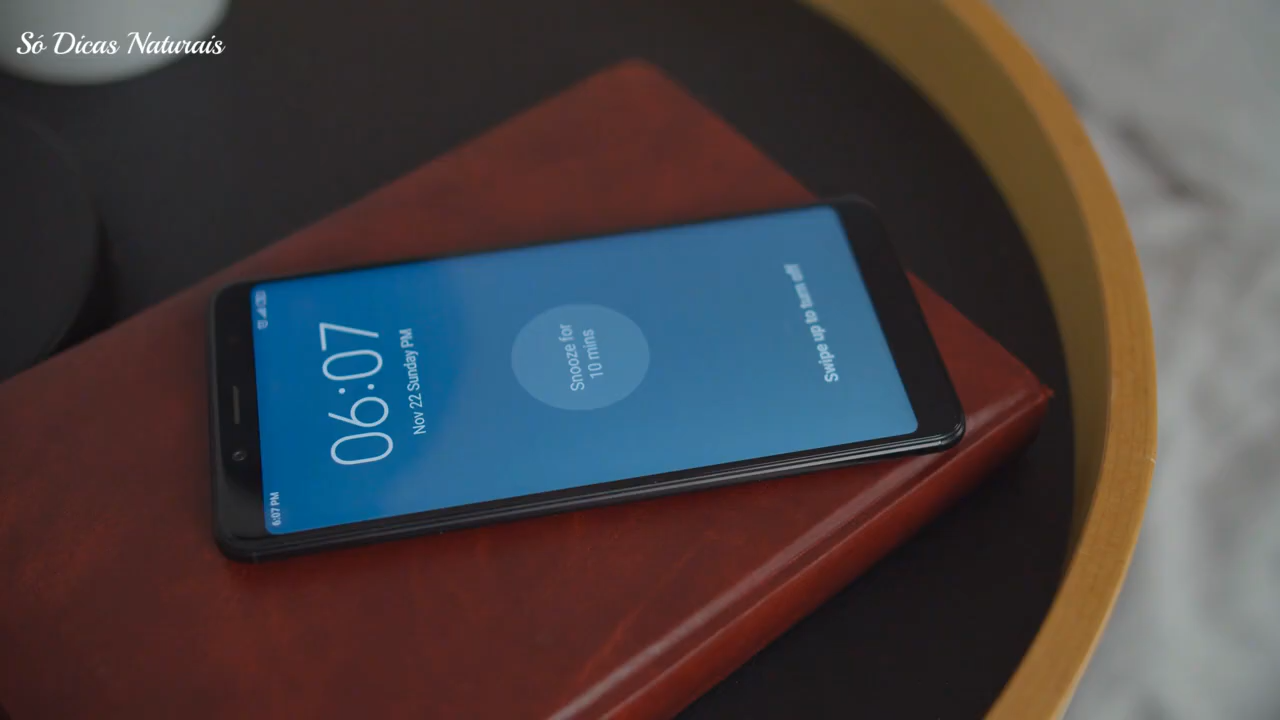 Só Dicas Naturais
6:07 PM
06:07
Nov 22 Sunday PM
Snooze for
10 mins
Swipe up to turn off